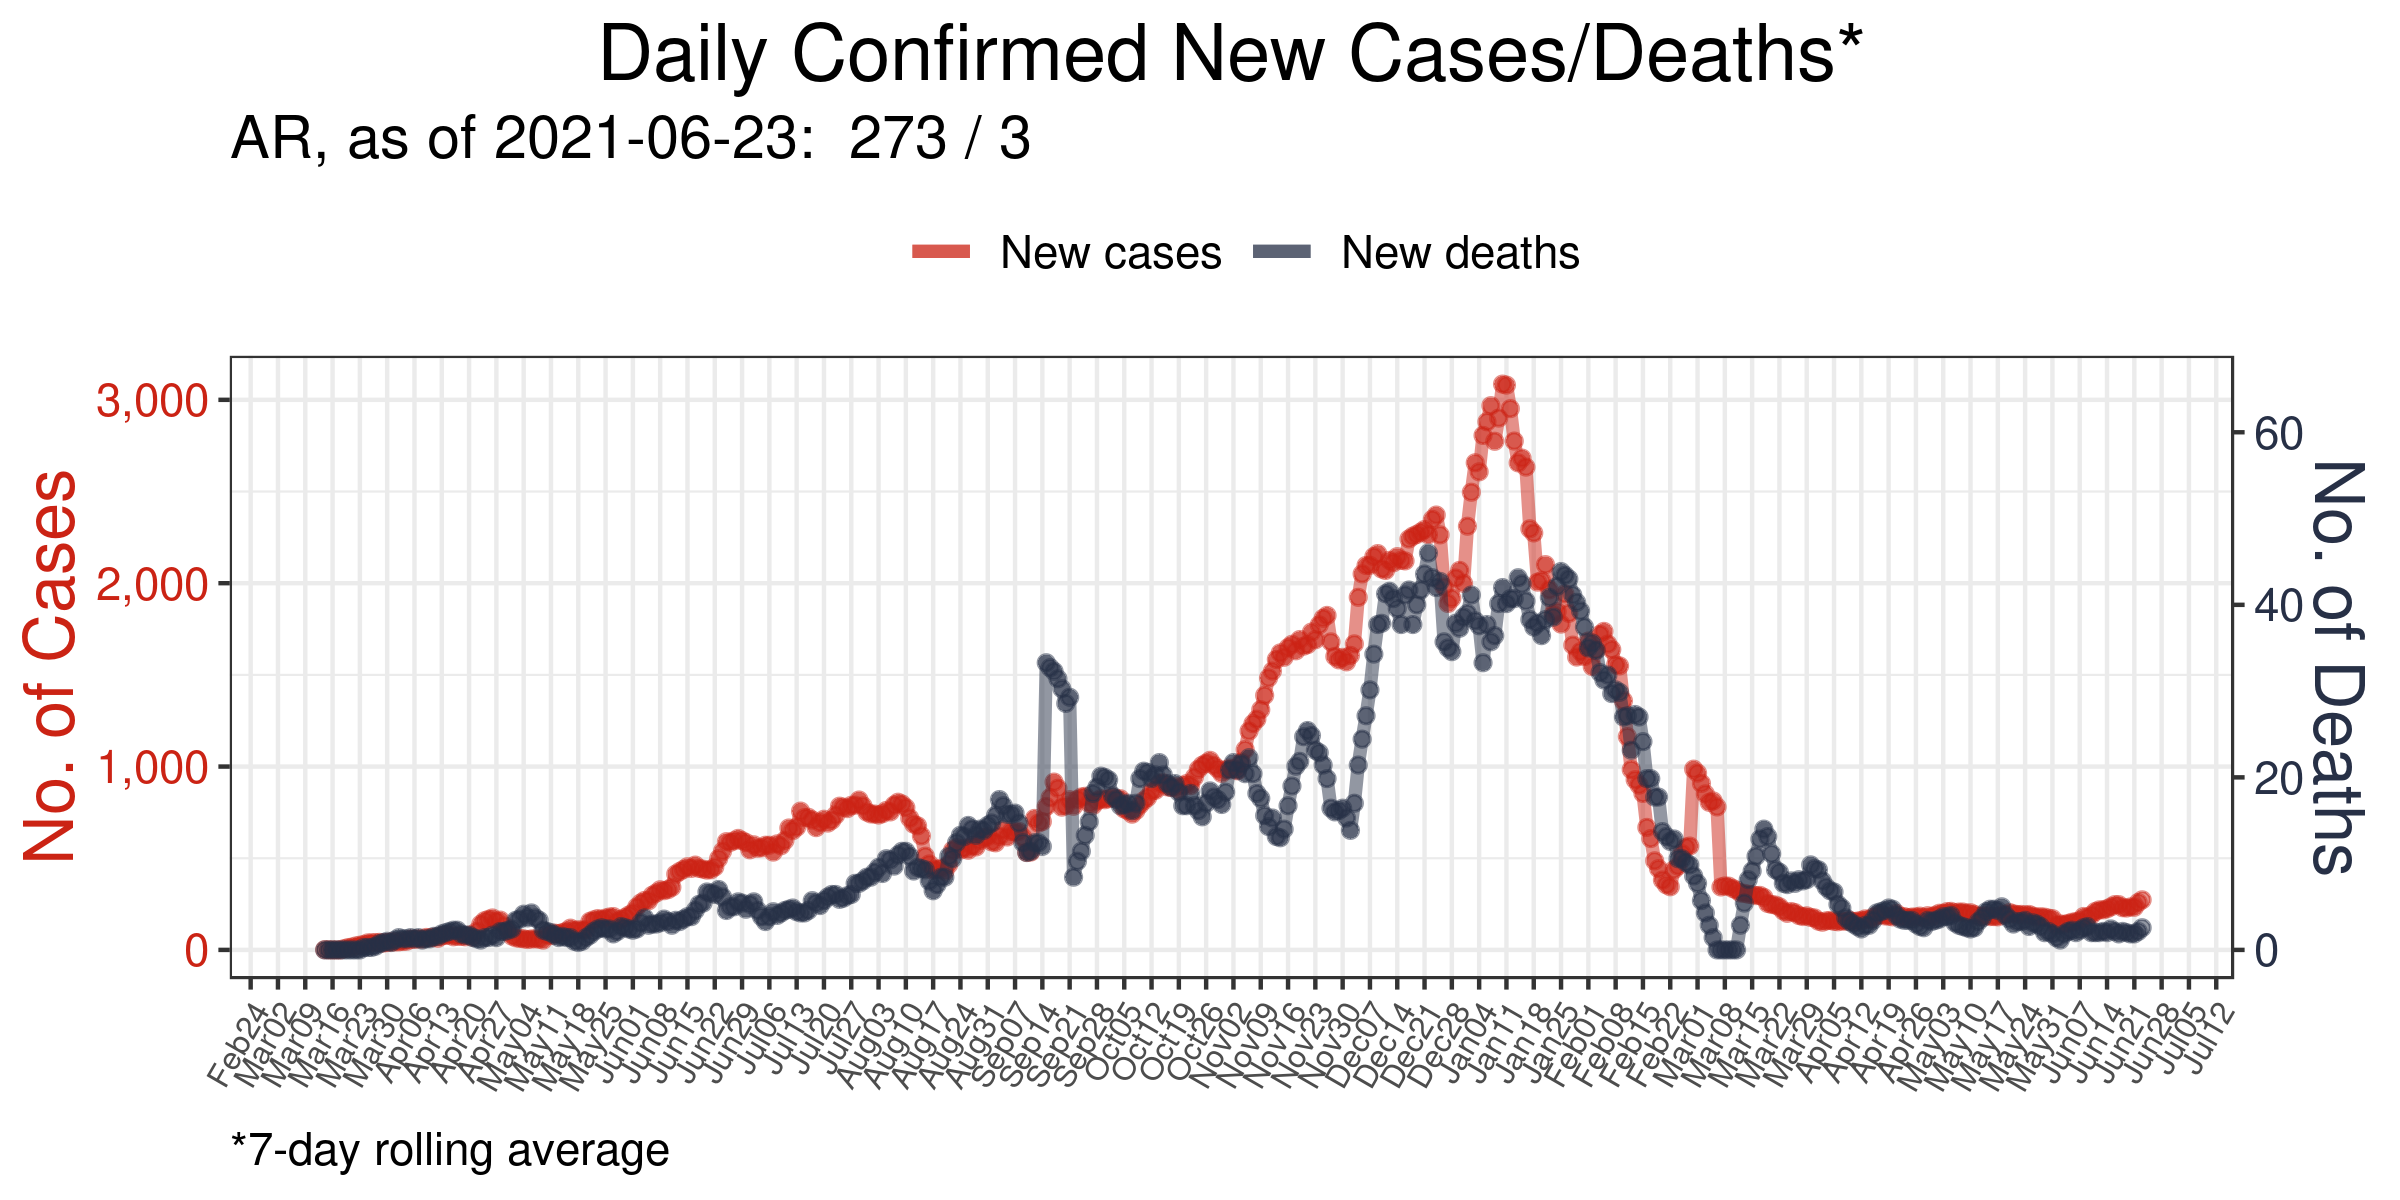 Daily Confirmed New Cases/Deaths*
AR, as of 2021-06-23:  273 / 3
New cases
New deaths
No. of Cases
3,000
2,000
1,000
0
60
40
20
0
No. of Deaths
Feb24
Mar02
Mar09
Mar16
Mar23
Mar30
Apr06
Apr13
Apr20
Apr27
May04
May11
May18
May25
Jun01
Jun08
Jun15
Jun22
Jun29
Jul06
Jul13
Jul20
Jul27
Aug03
Aug10
Aug17
Aug24
Aug31
Sep07
Sep14
Sep21
Sep28
Oct05
Oct12
Oct19
Oct26
Nov02
Nov09
Nov16
Nov23
Nov30
Dec07
Dec14
Dec21
Dec28
Jan04
Jan11
Jan18
Jan25
Feb01
Feb08
Feb15
Feb22
Mar01
Mar08
Mar15
Mar22
Mar29
Apr05
Apr12
Apr19
Apr26
May03
May10
May17
May24
May31
Jun07
Jun14
Jun21
Jun28
Jul05
Jul12
*7-day rolling average